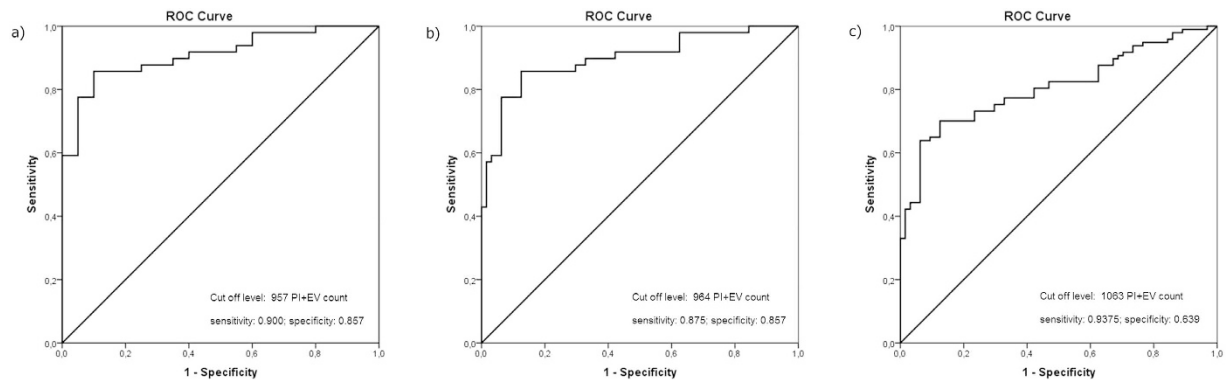 a)
ROC Curve
Sensitivity
1,0
0,8
0,6
0,4
0,2
0,0
Cut off level: 957 PI+EV count
sensitivity: 0.900; specificity: 0.857
0,0 0,2 0,4 0,6 0,8 1,0
1 - Specificity
b)
ROC Curve
Sensitivity
1,0
0,8
0,6
0,4
0,2
0,0
Cut off level: 964 PI+EV count
sensitivity: 0.875; specificity: 0.857
0,0 0,2 0,4 0,6 0,8 1,0
1 - Specificity
c)
ROC Curve
Sensitivity
1,0
0,8
0,6
0,4
0,2
0,0
Cut off level: 1063 PI+EV count
sensitivity: 0.9375; specificity: 0.639
0,0 0,2 0,4 0,6 0,8 1,0
1 - Specificity